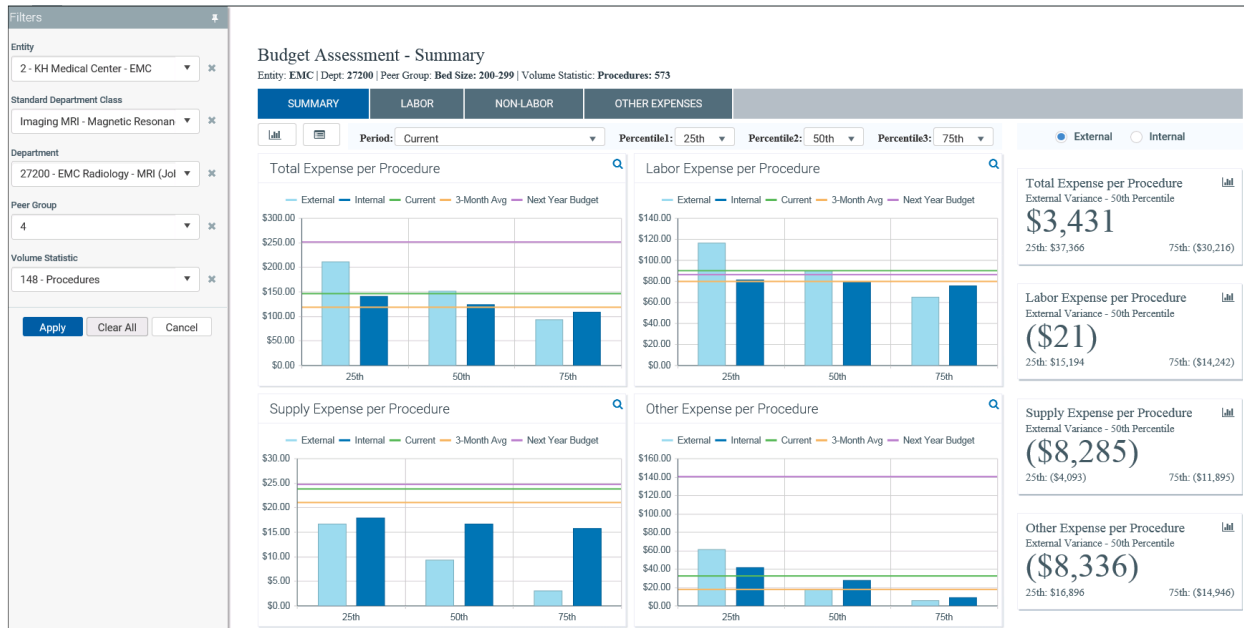 Filters
Entity
2 - KH Medical Center - EMC
Standard Department Class
Imaging MRI - Magnetic Resonan
Department
27200 - EMC Radiology - MRI (Jol
Peer Group
4
Volume Statistic
148 - Procedures
Apply Clear All Cancel
Budget Assessment - Summary
Entity: EMC | Dept: 27200 | Peer Group: Bed Size: 200-299 | Volume Statistic: Procedures: 573
SUMMARY LABOR NON-LABOR OTHER EXPENSES
Period: Current Percentile1: 25th Percentile2: 50th Percentile3: 75th External Internal
Total Expense per Procedure
External Internal Current 3-Month Avg Next Year Budget
$300.00
$250.00
$200.00
$150.00
$100.00
$50.00
$0.00
25th 50th 75th
Labor Expense per Procedure
External Internal Current 3-Month Avg Next Year Budget
$140.00
$120.00
$100.00
$80.00
$60.00
$40.00
$20.00
$0.00
25th 50th 75th
Supply Expense per Procedure
External Internal Current 3-Month Avg Next Year Budget
$30.00
$25.00
$20.00
$15.00
$10.00
$5.00
$0.00
25th 50th 75th
Other Expense per Procedure
External Internal Current 3-Month Avg Next Year Budget
$160.00
$140.00
$120.00
$100.00
$80.00
$60.00
$40.00
$20.00
$0.00
25th 50th 75th
Total Expense per Procedure
External Variance - 50th Percentile
$3,431
25th: $37,366 75th: ($30,216)
Labor Expense per Procedure
External Variance - 50th Percentile
($21)
25th: $15,194 75th: ($14,242)
Supply Expense per Procedure
External Variance - 50th Percentile
($8,285)
25th: ($4,093) 75th: ($11,895)
Other Expense per Procedure
External Variance - 50th Percentile
($8,336)
25th: $16,896 75th: ($14,946)